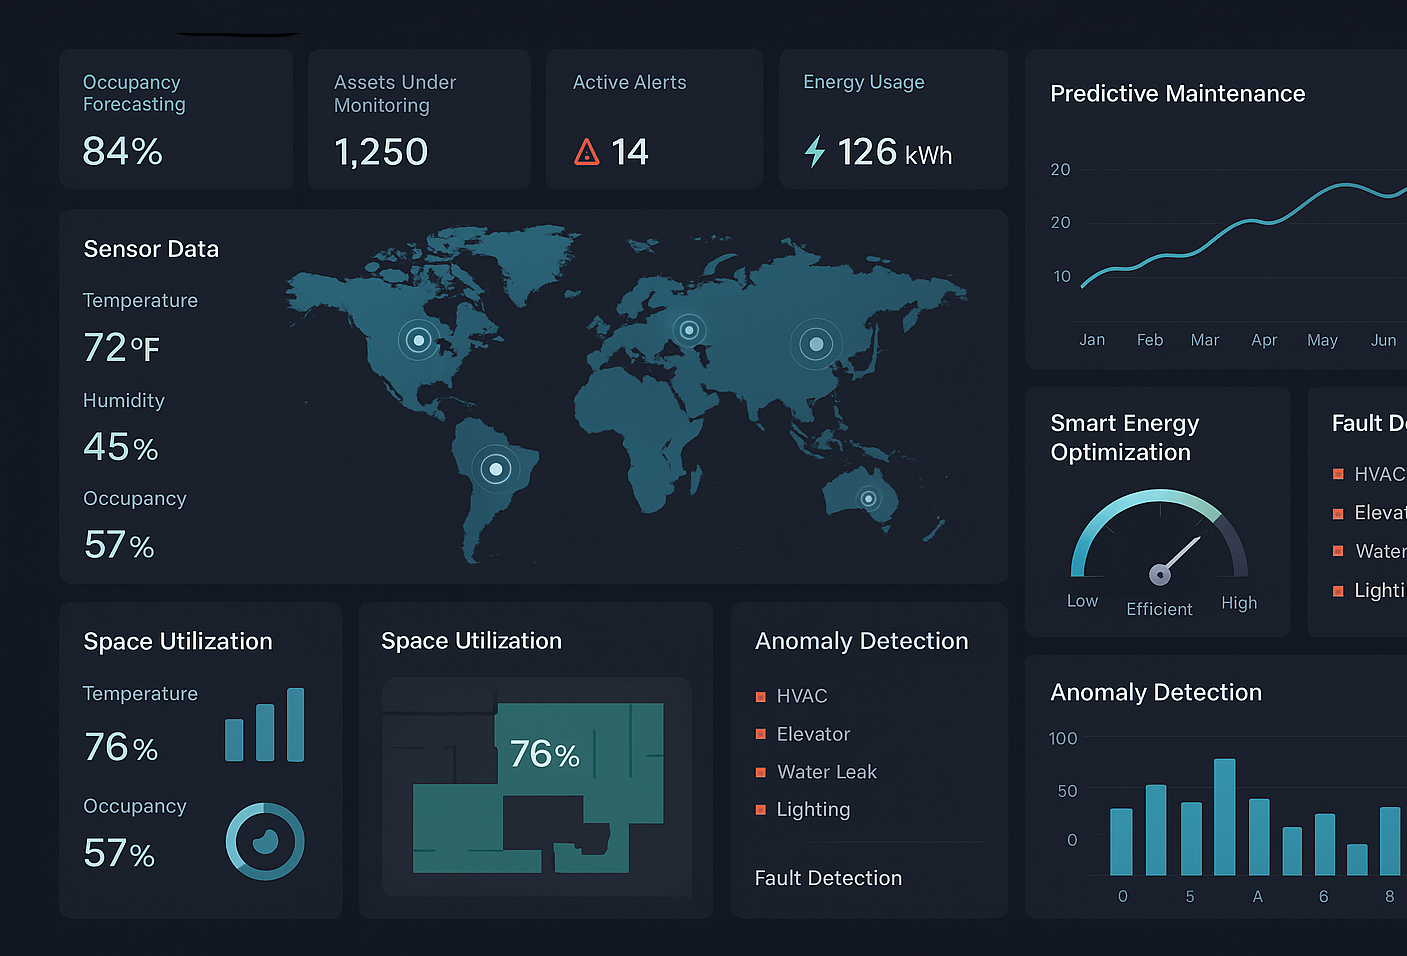 Occupancy
Forecasting
84%
Assets Under
Monitoring
1,250
Active Alerts
14
Energy Usage
126 kWh
Predictive Maintenance
20
20
10
Jan Feb Mar Apr May Jun
Sensor Data
Temperature
72°F
Humidity
45%
Occupancy
57%
Smart Energy
Optimization
Low Efficient High
Fault D
HVAC
Elevat
Water
Lighti
Space Utilization
Temperature
76%
Occupancy
57%
Space Utilization
76%
Anomaly Detection
HVAC
Elevator
Water Leak
Lighting
Fault Detection
Anomaly Detection
100
50
0
0 5 A 6 8